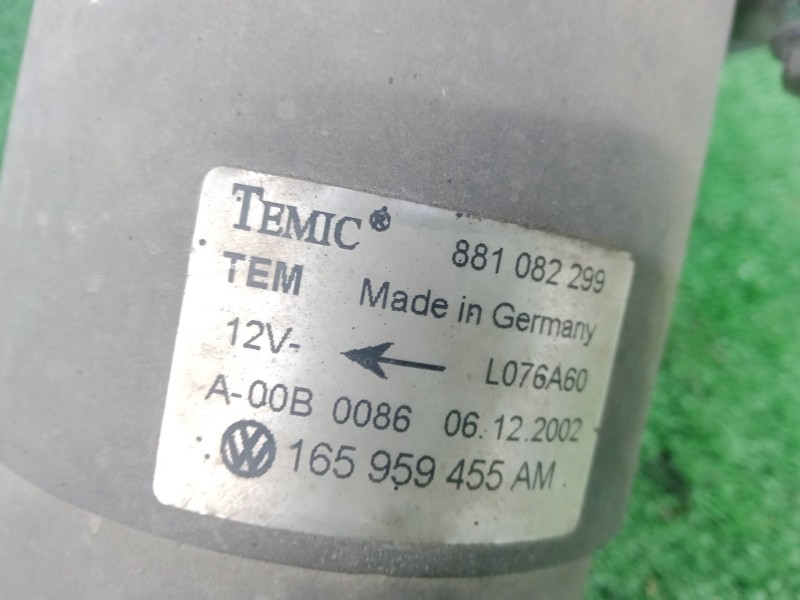 TEMIC® 881 082 299
TEM Made in Germany
12V- L076A60
A-00B 0086 06.12.2002
165 959 455 AM